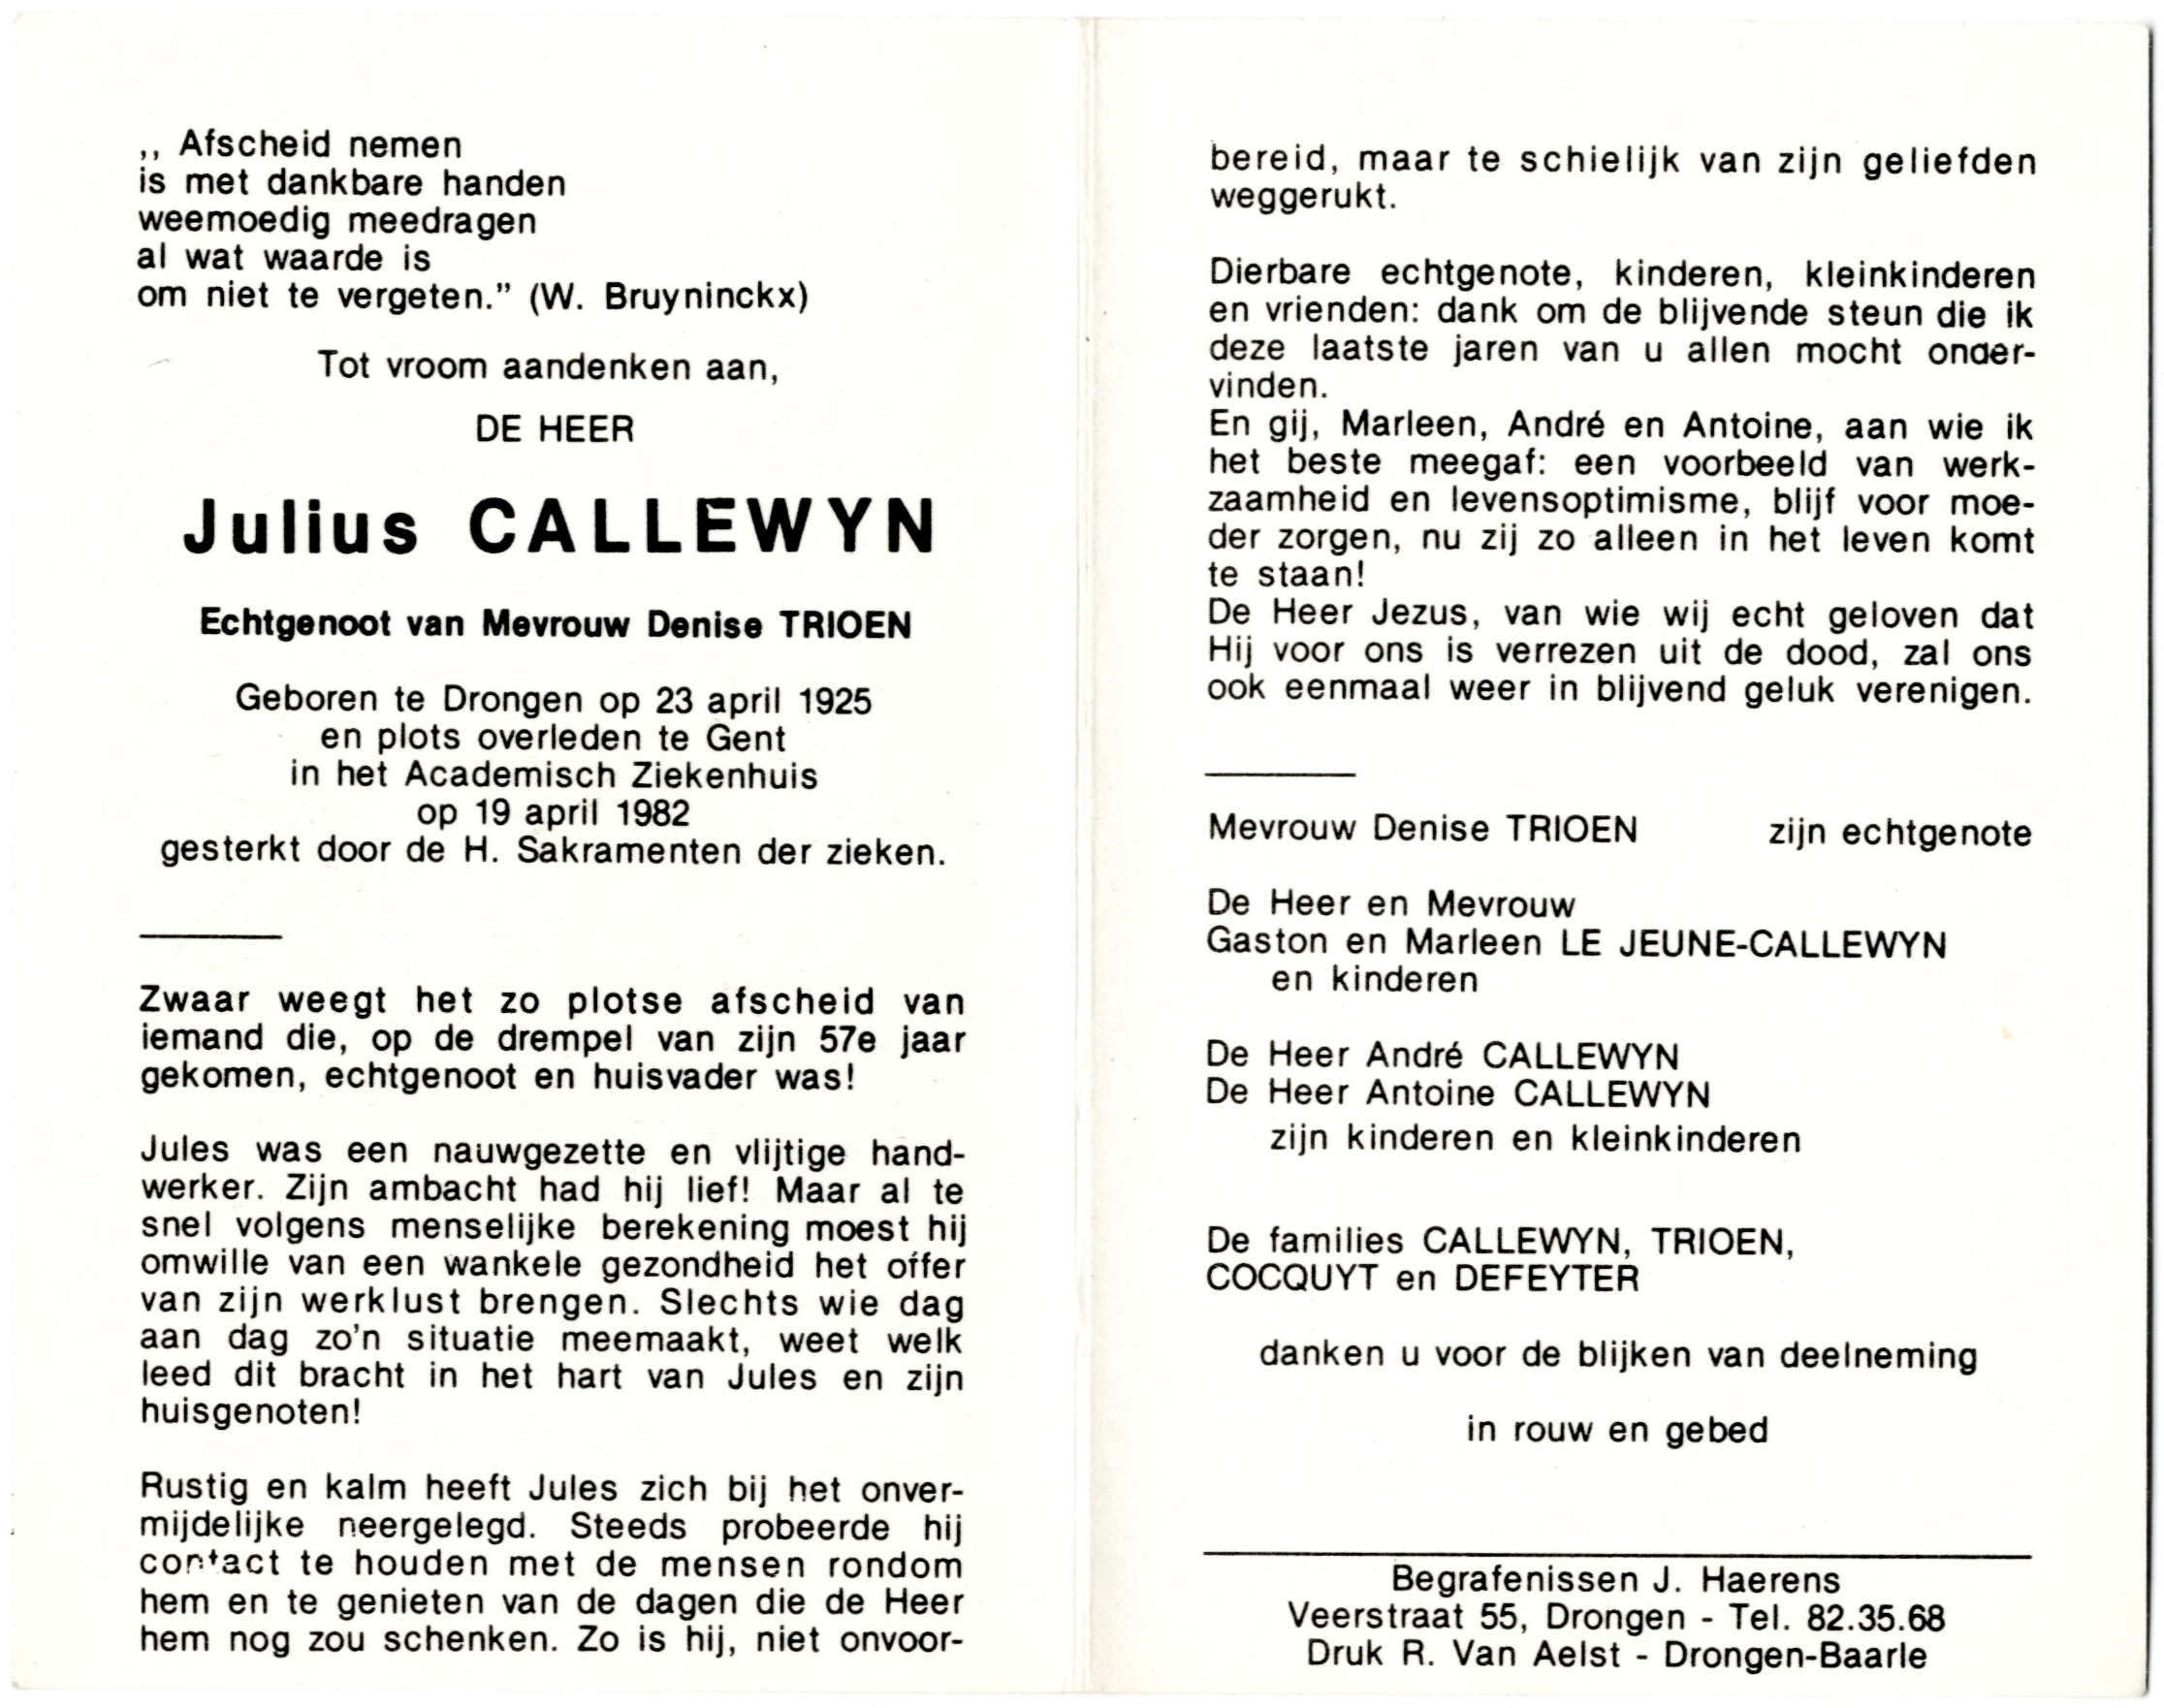 ,, Afscheid nemen
is met dankbare handen
weemoedig meedragen
al wat waarde is
om niet te vergeten.” (W. Bruyninckx)
Tot vroom aandenken aan,
DE HEER
Julius CALLEWYN
Echtgenoot van Mevrouw Denise TRIOEN
Geboren te Drongen op 23 april 1925
en plots overleden te Gent
in het Academisch Ziekenhuis
op 19 april 1982
gesterkt door de H. Sakramenten der zieken.
Zwaar weegt het zo plotse afscheid van
iemand die, op de drempel van zijn 57e jaar
gekomen, echtgenoot en huisvader was!
Jules was een nauwgezette en vlijtige hand-
werker. Zijn ambacht had hij lief! Maar al te
snel volgens menselijke berekening moest hij
omwille van een wankele gezondheid het offer
van zijn werklust brengen. Slechts wie dag
aan dag zo'n situatie meemaakt, weet welk
leed dit bracht in het hart van Jules en zijn
huisgenoten!
Rustig en kalm heeft Jules zich bij het onver-
mijdelijke neergelegd. Steeds probeerde hij
contact te houden met de mensen rondom
hem en te genieten van de dagen die de Heer
hem nog zou schenken. Zo is hij, niet onvoor-
bereid, maar te schielijk van zijn geliefden
weggerukt.
Dierbare echtgenote, kinderen, kleinkinderen
en vrienden: dank om de blijvende steun die ik
deze laatste jaren van u allen mocht onder-
vinden.
En gij, Marleen, André en Antoine, aan wie ik
het beste meegaf: een voorbeeld van werk-
zaamheid en levensoptimisme, blijf voor moe-
der zorgen, nu zij zo alleen in het leven komt
te staan!
De Heer Jezus, van wie wij echt geloven dat
Hij voor ons is verrezen uit de dood, zal ons
ook eenmaal weer in blijvend geluk verenigen.
Mevrouw Denise TRIOEN zijn echtgenote
De Heer en Mevrouw
Gaston en Marleen LE JEUNE-CALLEWYN
en kinderen
De Heer André CALLEWYN
De Heer Antoine CALLEWYN
zijn kinderen en kleinkinderen
De families CALLEWYN, TRIOEN,
COCQUYT en DEFEYTER
danken u voor de blijken van deelneming
in rouw en gebed
Begrafenissen J. Haerens
Veerstraat 55, Drongen - Tel. 82.35.68
Druk R. Van Aelst - Drongen-Baarle